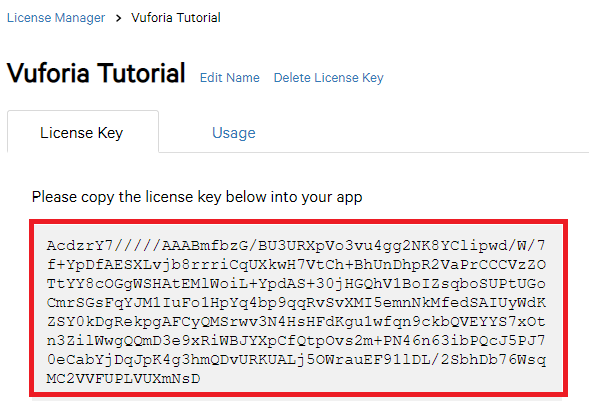 License Manager > Vuforia Tutorial
Vuforia Tutorial Edit Name Delete License Key
License Key Usage
Please copy the license key below into your app
AcdzrY7/////AAABmfbzG/BU3URXpVo3vu4gg2NK8YClipwd/W/7
f+YpDfAESXLvjb8rrriCqUXkwH7VtCh+BhUnDhpR2VaPrCCCVzZO
TtYY8cOGgWSHAtEMlWoiL+YpdAS+30jHGQhV1BoIZsqboSUPtUGo
CmrSGsFqYJM1IuFo1HpYq4bp9qqRvSvXMI5emnNkMfedSAIUyWdK
ZSY0kDgRekpgAFCyQMSrwv3N4HsHFdKgu1wfqn9ckbQVEYYS7xOt
n3ZilWwgQQmD3e9xRiWBJYXpCfQtpOvs2m+PN46n63ibPQcJ5PJ7
0eCabYjDqJpK4g3hmQDvURKUALj5OWrauEF91lDL/2SbhDb76Wsq
MC2VVFUPLVUXmNsD